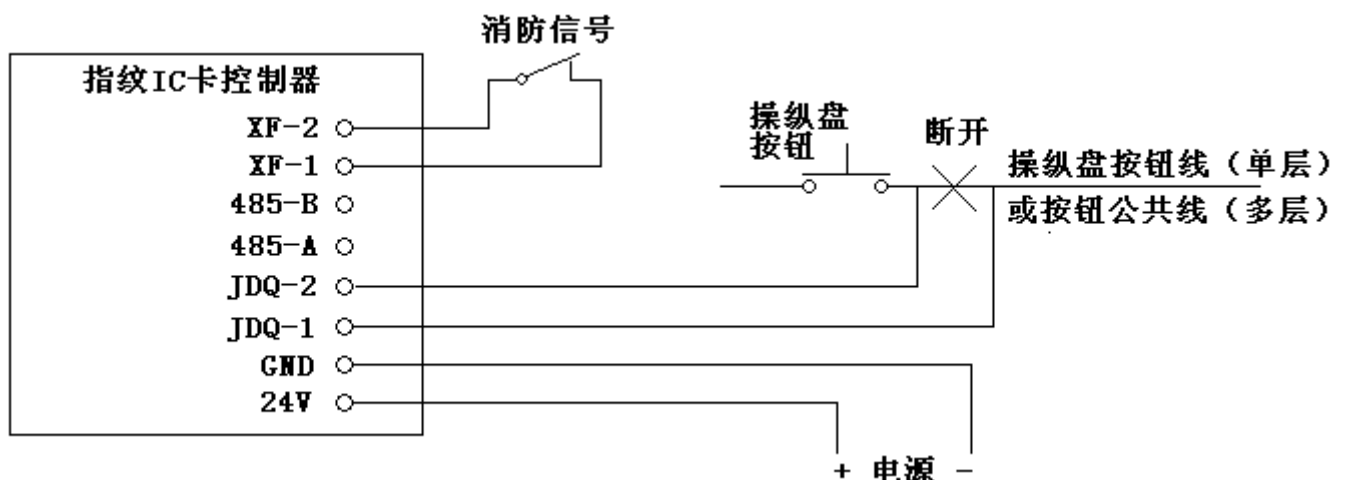 消防信号
指纹IC卡控制器
XF-2
XF-1
485-B
485-A
JDQ-2
JDQ-1
GND
24V
操纵盘
按钮
断开
操纵盘按钮线（单层）
或按钮公共线（多层）
+ 电源 -